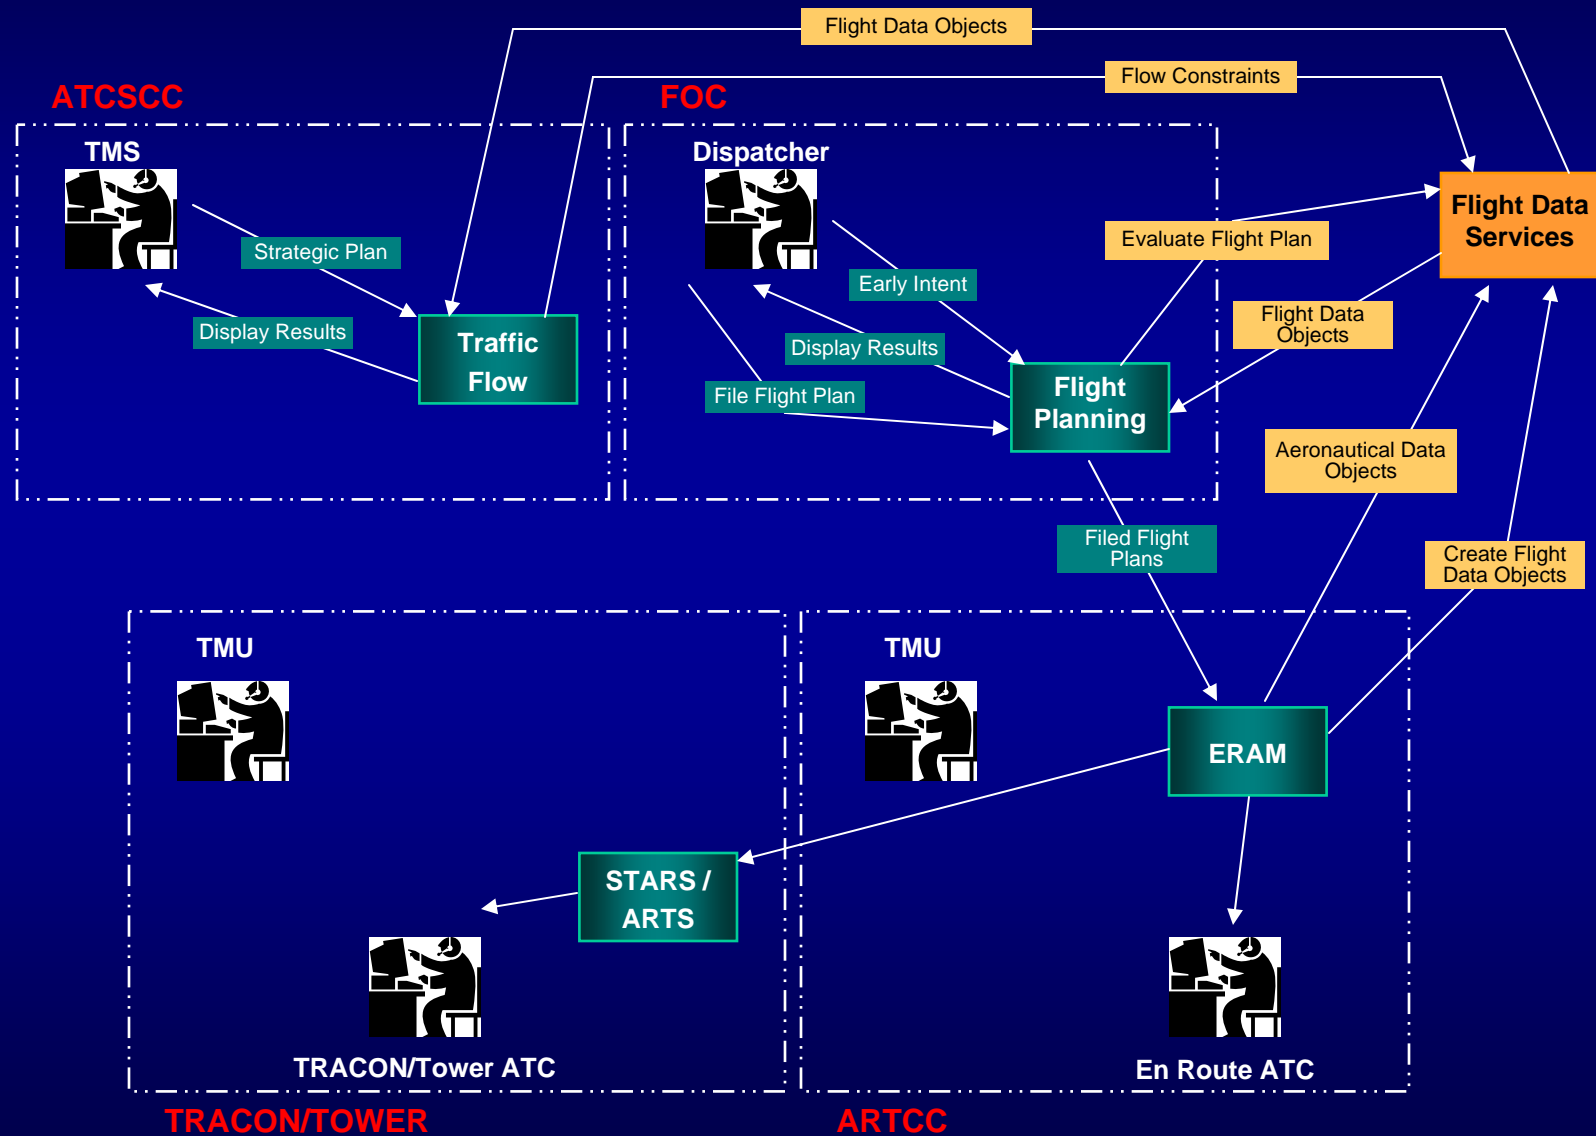 Flight Data Objects
Flow Constraints
ATCSCC
FOC
TMS
Dispatcher
Flight Data
Services
Strategic Plan
Evaluate Flight Plan
Early Intent
Display Results
Flight Data
Objects
Traffic
Flow
Display Results
File Flight Plan
Flight
Planning
Aeronautical Data
Objects
Filed Flight
Plans
Create Flight
Data Objects
TMU
TMU
ERAM
STARS /
ARTS
TRACON/Tower ATC
En Route ATC
TRACON/TOWER
ARTCC